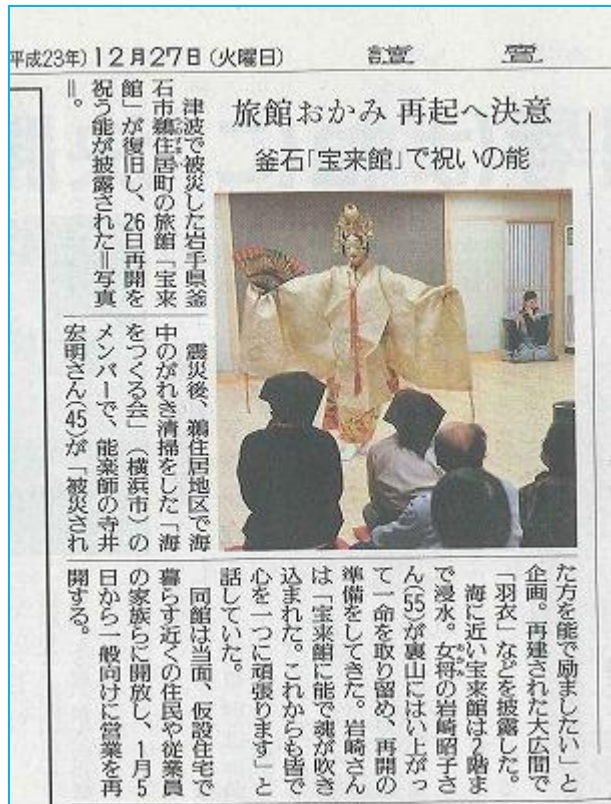 平成23年)12月27日(火曜日)
讀賣
旅館おかみ 再起へ決意
釜石「宝来館」で祝いの能
津波で被災した岩手県釜
石市鵜住居町の旅館「宝来
館」が復旧し、26日再開を
祝う能が披露された=写真
=。
震災後、鵜住居地区で海
中のがれき清掃をした「海
をつくる会」(横浜市)の
メンバーで、能楽師の寺井
宏明さん(45)が「被災され
た方を能で励ましたい」と
企画。再建された大広間で
「羽衣」などを披露した。
海に近い宝来館は2階ま
で浸水。女将の岩崎昭子さ
ん(55)が裏山にはい上がっ
て一命を取り留め、再開の
準備をしてきた。岩崎さん
は「宝来館に能で魂が吹き
込まれた。これからも皆で
心を一つに頑張ります」と
話していた。
同館は当面、仮設住宅で
暮らす近くの住民や従業員
の家族らに開放し、1月5
日から一般向けに営業を再
開する。